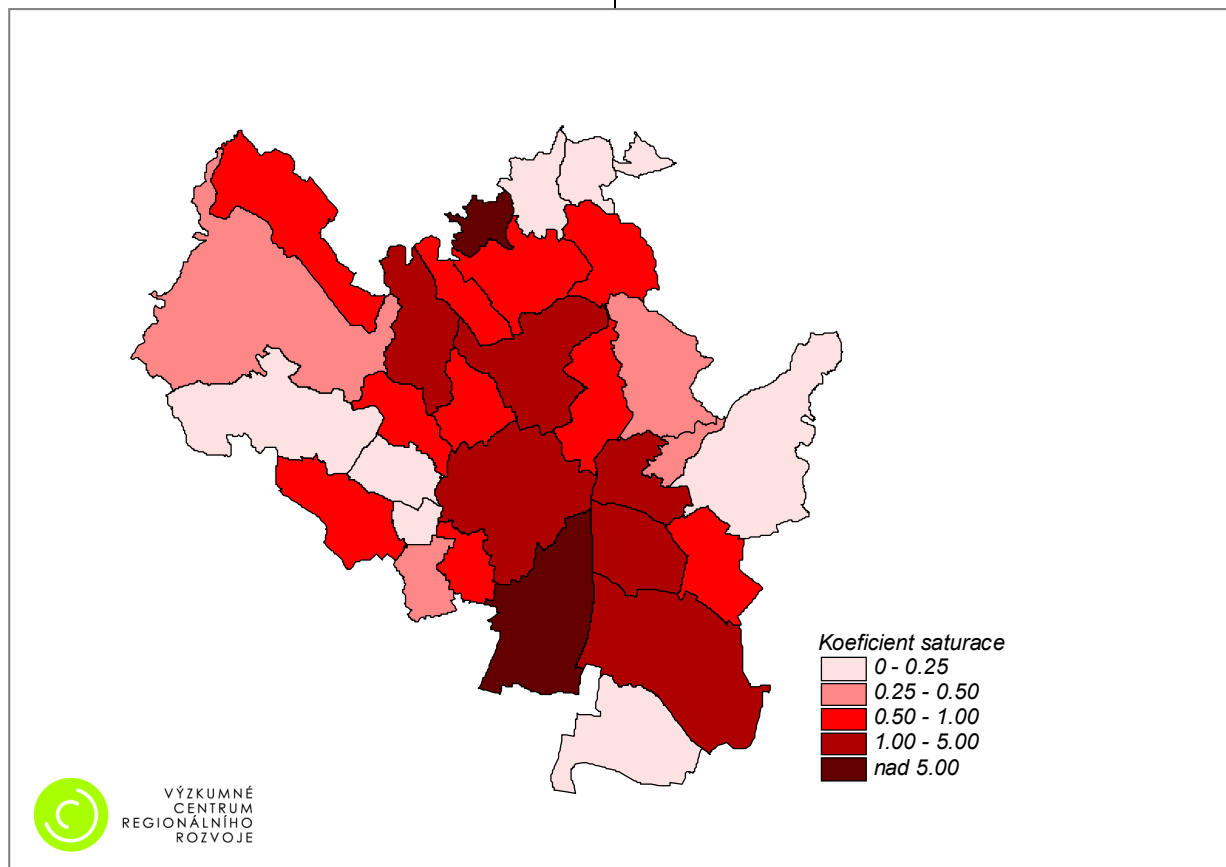 Koeficient saturace
0 - 0.25
0.25 - 0.50
0.50 - 1.00
1.00 - 5.00
nad 5.00
VÝZKUMNÉ
CENTRUM
REGIONÁLNÍHO
ROZVOJE